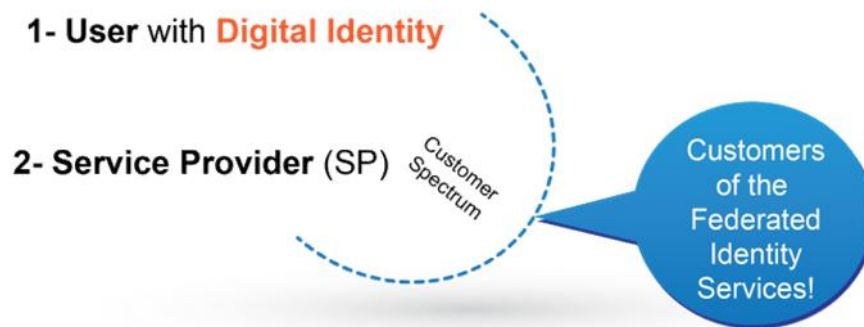 1- User with Digital Identity
2- Service Provider (SP)
Customer
Spectrum
Customers
of the
Federated
Identity
Services!